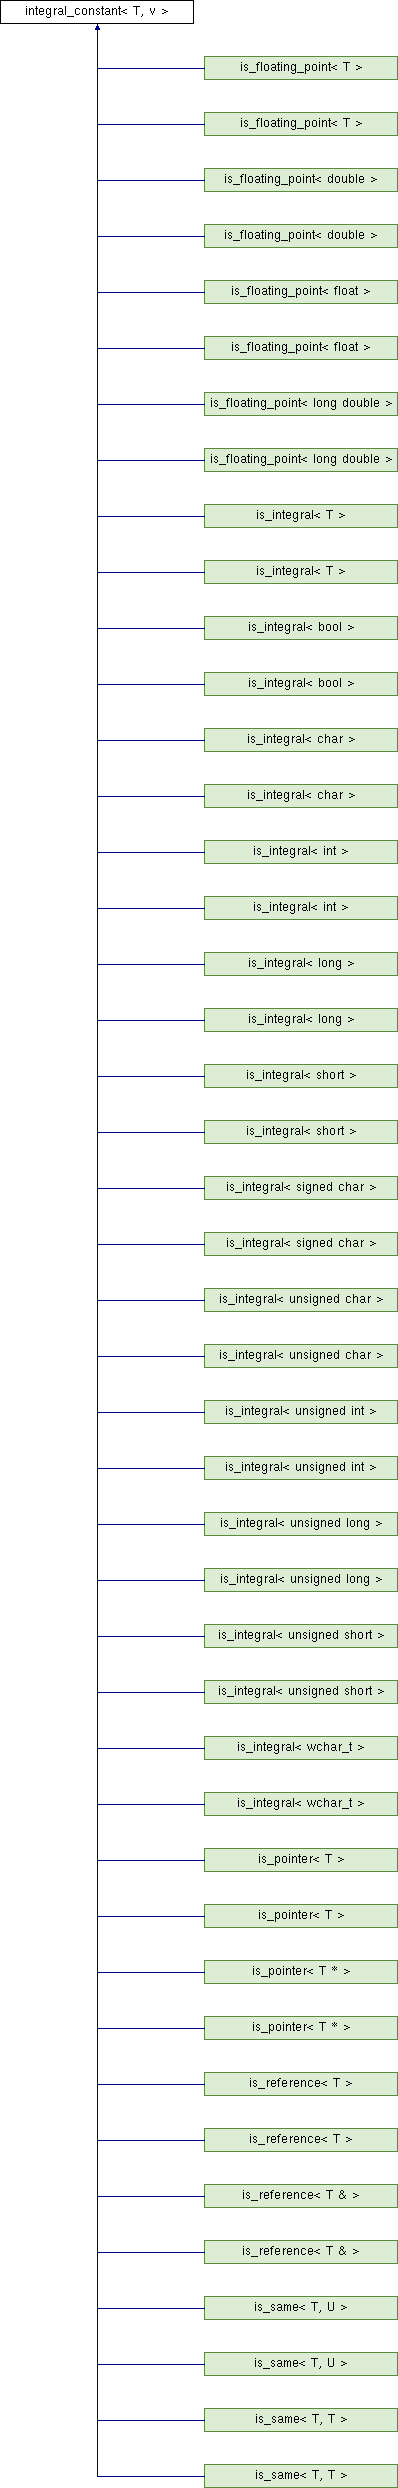 integral_constant< T, v >
is_floating_point< T >
is_floating_point< T >
is_floating_point< double >
is_floating_point< double >
is_floating_point< float >
is_floating_point< float >
is_floating_point< long double >
is_floating_point< long double >
is_integral< T >
is_integral< T >
is_integral< bool >
is_integral< bool >
is_integral< char >
is_integral< char >
is_integral< int >
is_integral< int >
is_integral< long >
is_integral< long >
is_integral< short >
is_integral< short >
is_integral< signed char >
is_integral< signed char >
is_integral< unsigned char >
is_integral< unsigned char >
is_integral< unsigned int >
is_integral< unsigned int >
is_integral< unsigned long >
is_integral< unsigned long >
is_integral< unsigned short >
is_integral< unsigned short >
is_integral< wchar_t >
is_integral< wchar_t >
is_pointer< T >
is_pointer< T >
is_pointer< T * >
is_pointer< T * >
is_reference< T >
is_reference< T >
is_reference< T & >
is_reference< T & >
is_same< T, U >
is_same< T, U >
is_same< T, T >
is_same< T, T >